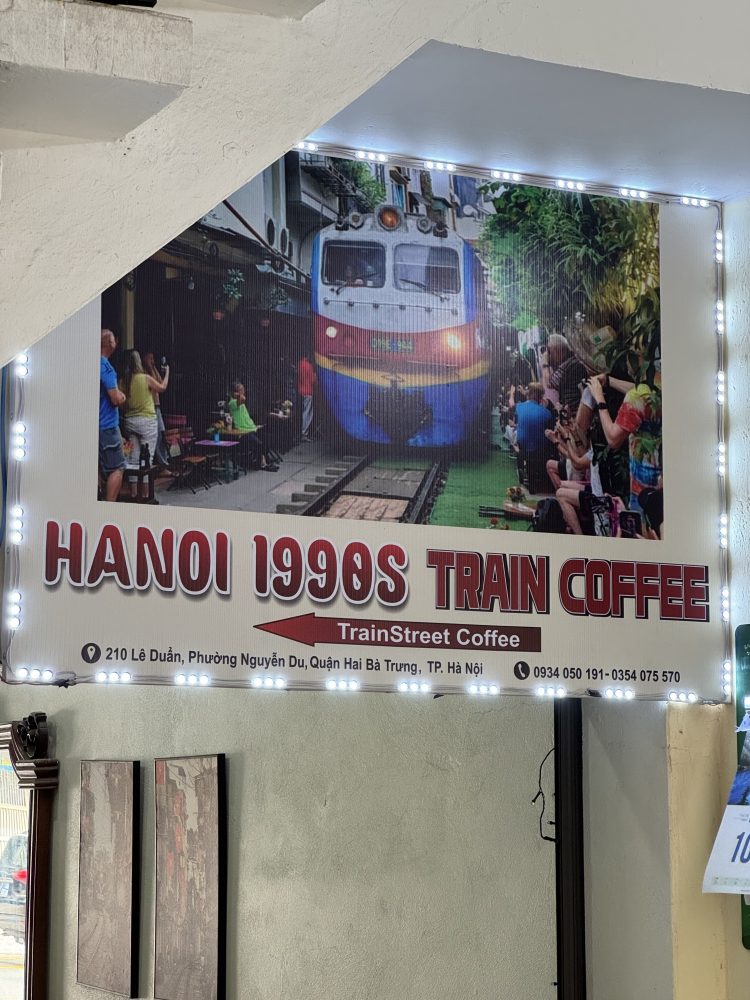 HANOI 1990S TRAIN COFFEE
TrainStreet Coffee
210 Lê Duẩn, Phường Nguyễn Du, Quận Hai Bà Trưng, TP. Hà Nội
0934 050 191- 0354 075 570
10